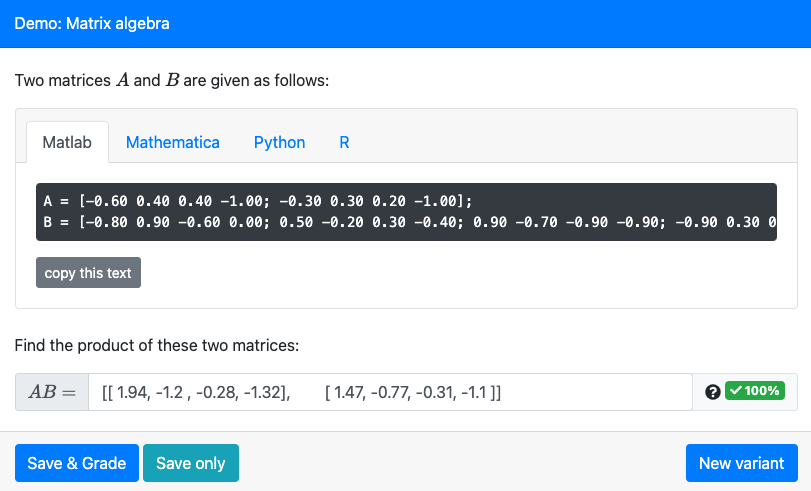 Demo: Matrix algebra
Two matrices A and B are given as follows:
Matlab Mathematica Python R
A = [-0.60 0.40 0.40 -1.00; -0.30 0.30 0.20 -1.00];
B = [-0.80 0.90 -0.60 0.00; 0.50 -0.20 0.30 -0.40; 0.90 -0.70 -0.90 -0.90; -0.90 0.30 0
copy this text
Find the product of these two matrices:
AB = [[ 1.94, -1.2 , -0.28, -1.32], [ 1.47, -0.77, -0.31, -1.1 ]] ? ✓ 100%
Save & Grade Save only New variant